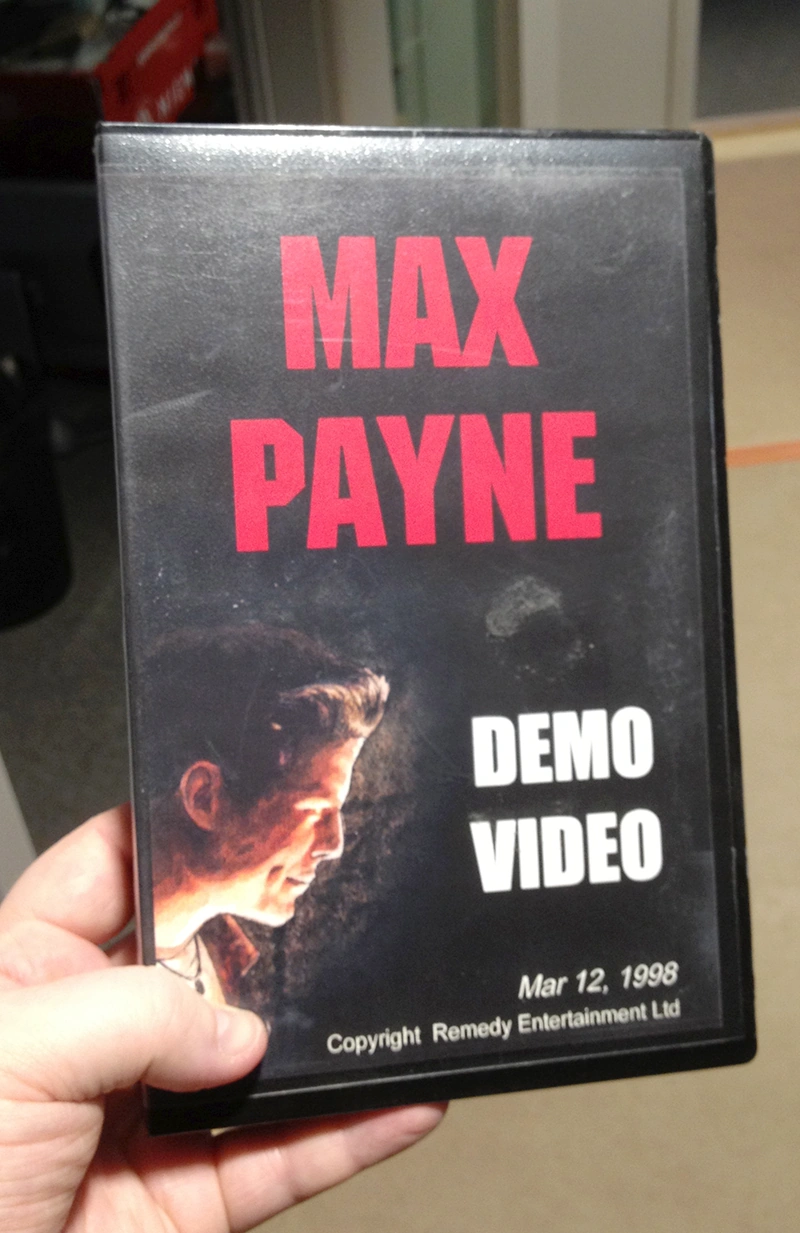 MAX
PAYNE
DEMO
VIDEO
Mar 12, 1998
Copyright Remedy Entertainment Ltd